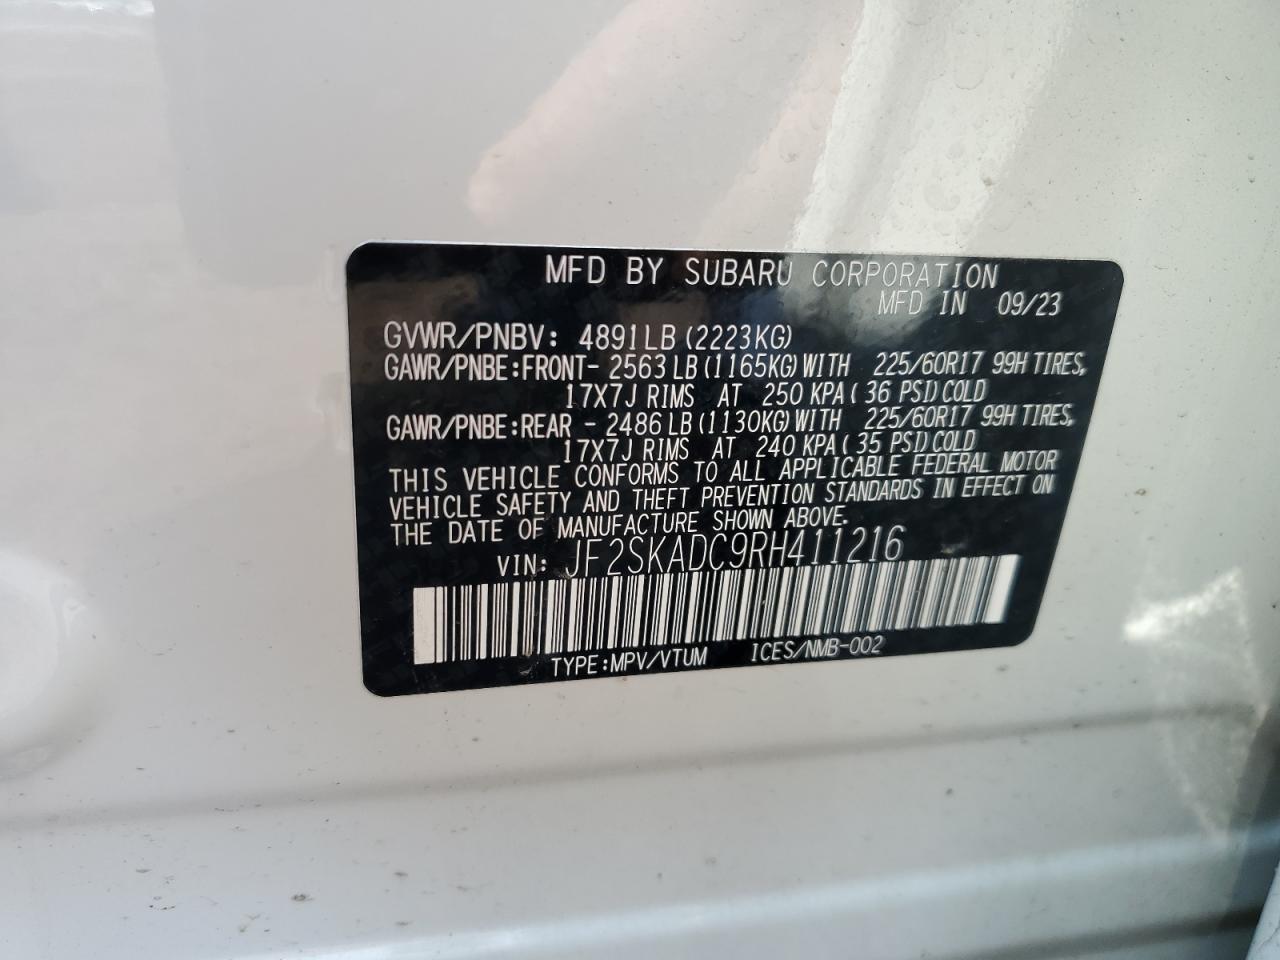 MFD BY SUBARU CORPORATION
MFD IN 09/23
GVWR/PNBV: 4891LB (2223KG)
GAWR/PNBE:FRONT- 2563 LB (1165KG) WITH 225/60R17 99H TIRES,
17X7J RIMS AT 250 KPA( 36 PSI)COLD
GAWR/PNBE:REAR - 2486 LB (1130KG) WITH 225/60R17 99H TIRES,
17X7J RIMS AT 240 KPA( 35 PSI)COLD
THIS VEHICLE CONFORMS TO ALL APPLICABLE FEDERAL MOTOR
VEHICLE SAFETY AND THEFT PREVENTION STANDARDS IN EFFECT ON
THE DATE OF MANUFACTURE SHOWN ABOVE.
VIN: JF2SKADC9RH411216
TYPE:MPV/VTUM ICES/NMB-002